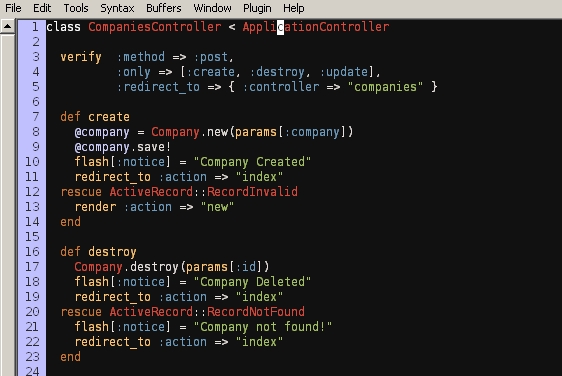 File Edit Tools Syntax Buffers Window Plugin Help
1 class CompaniesController < ApplicationController
2
3   verify  :method => :post,
4           :only => [:create, :destroy, :update],
5           :redirect_to => { :controller => "companies" }
6
7   def create
8     @company = Company.new(params[:company])
9     @company.save!
10     flash[:notice] = "Company Created"
11     redirect_to :action => "index"
12   rescue ActiveRecord::RecordInvalid
13     render :action => "new"
14   end
15
16   def destroy
17     Company.destroy(params[:id])
18     flash[:notice] = "Company Deleted"
19     redirect_to :action => "index"
20   rescue ActiveRecord::RecordNotFound
21     flash[:notice] = "Company not found!"
22     redirect_to :action => "index"
23   end
24